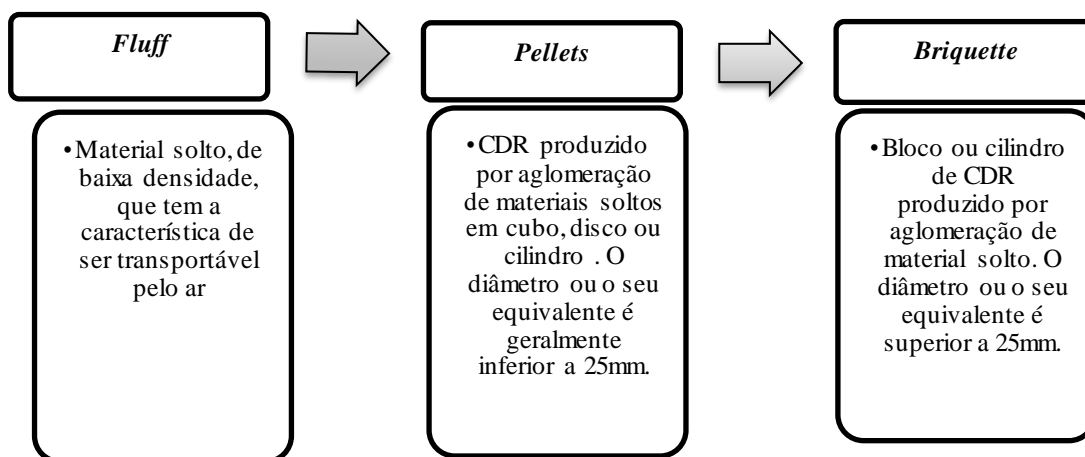 Fluff
•Material solto, de
baixa densidade,
que tem a
característica de
ser transportável
pelo ar
Pellets
•CDR produzido
por aglomeração
de materiais soltos
em cubo, disco ou
cilindro . O
diâmetro ou o seu
equivalente é
geralmente
inferior a 25mm.
Briquette
•Bloco ou cilindro
de CDR
produzido por
aglomeração de
material solto. O
diâmetro ou o seu
equivalente é
superior a 25mm.